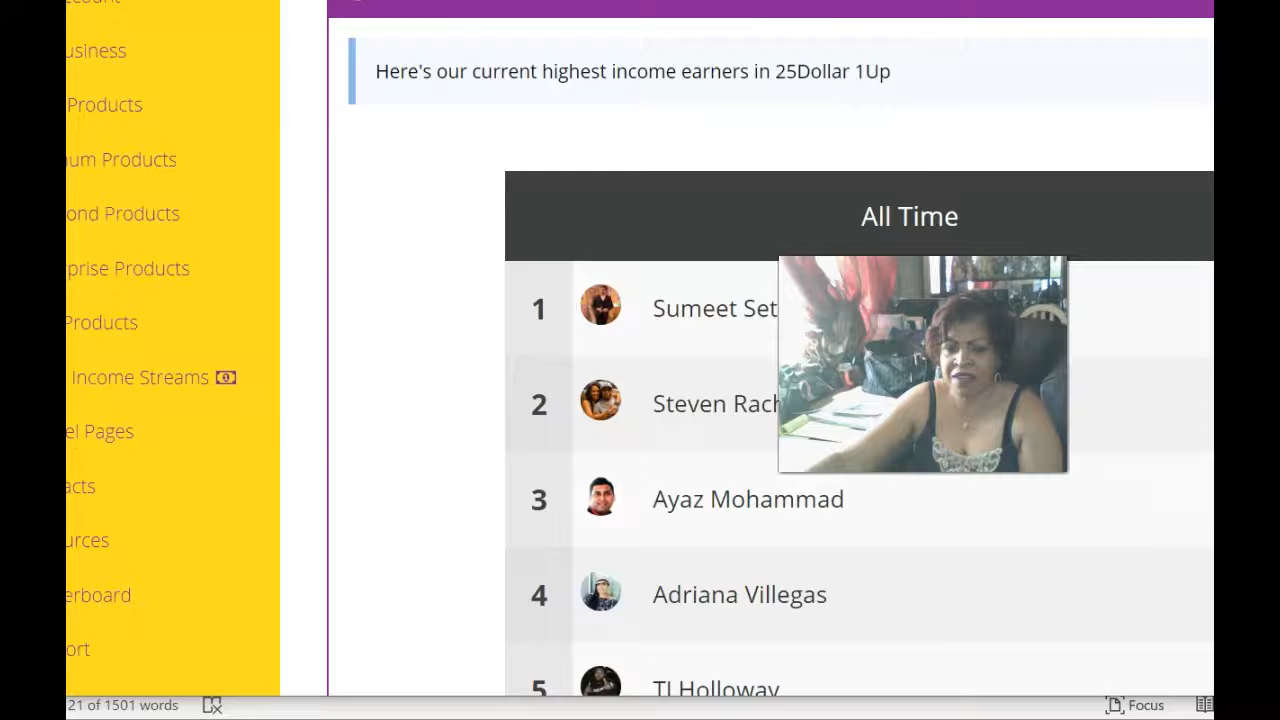 usiness
Products
um Products
ond Products
rprise Products
Products
Income Streams
el Pages
acts
urces
erboard
ort
Here's our current highest income earners in 25Dollar 1Up
All Time
1 Sumeet Set
2 Steven Rach
3 Ayaz Mohammad
4 Adriana Villegas
5 TJ Holloway
21 of 1501 words
Focus